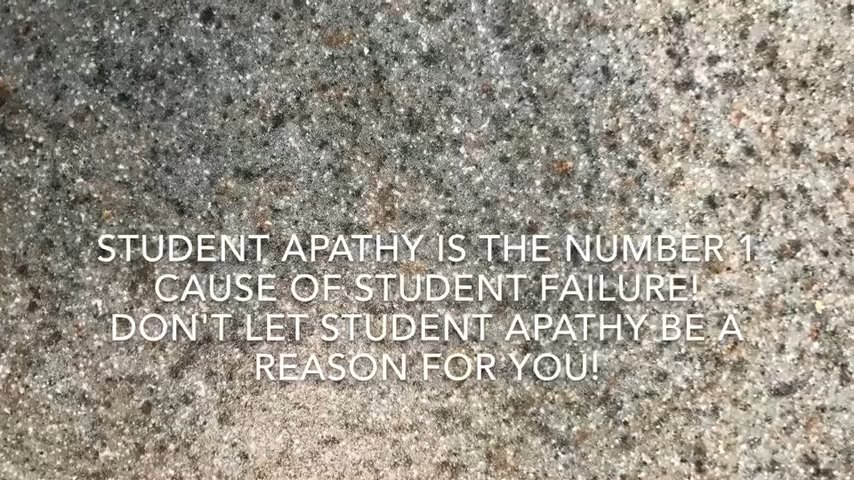 STUDENT APATHY IS THE NUMBER 1
CAUSE OF STUDENT FAILURE!
DON'T LET STUDENT APATHY BE A
REASON FOR YOU!